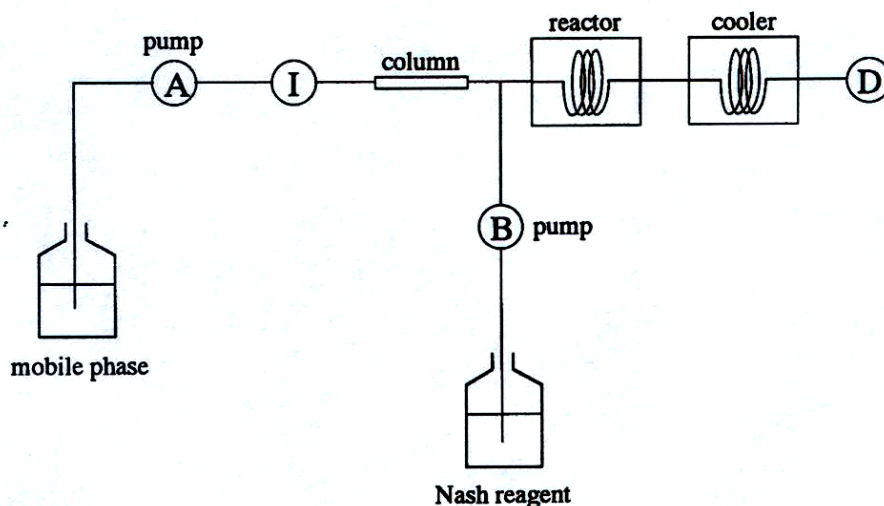 reactor
cooler
pump
column
A
I
D
B
pump
mobile phase
Nash reagent